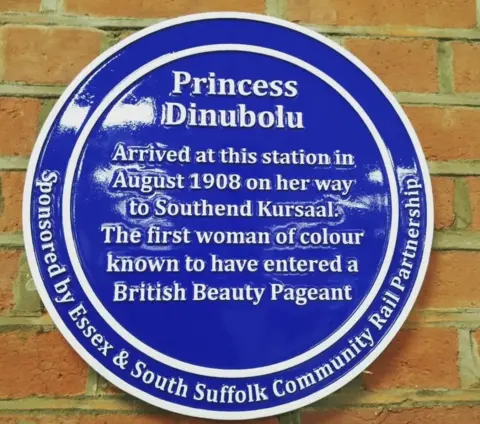 Princess
Dinubolu
Arrived at this station in
August 1908 on her way
to Southend Kursaal.
The first woman of colour
known to have entered a
British Beauty Pageant
Sponsored by Essex & South Suffolk Community Rail Partnership